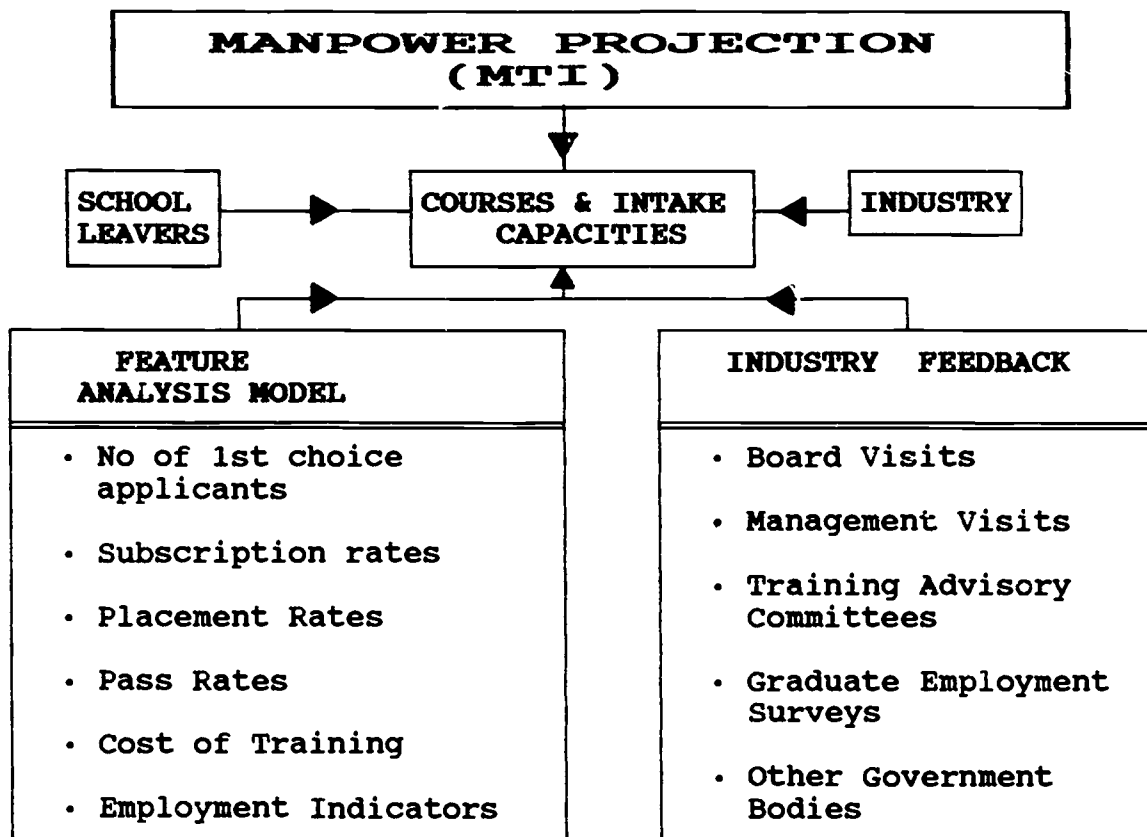 MANPOWER PROJECTION
(MTI)
SCHOOL
LEAVERS
COURSES & INTAKE
CAPACITIES
INDUSTRY
FEATURE
ANALYSIS MODEL
· No of 1st choice
applicants
· Subscription rates
· Placement Rates
· Pass Rates
· Cost of Training
· Employment Indicators
INDUSTRY FEEDBACK
· Board Visits
· Management Visits
· Training Advisory
Committees
· Graduate Employment
Surveys
· Other Government
Bodies